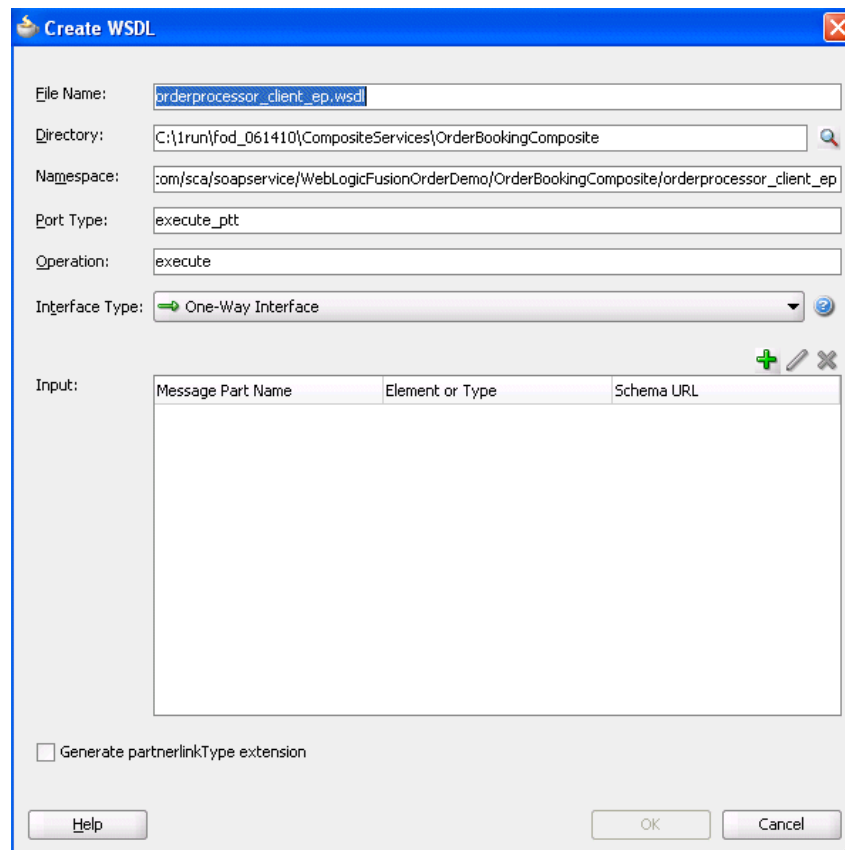 Create WSDL
File Name: orderprocessor_client_ep.wsdl
Directory: C:\1run\fod_061410\CompositeServices\OrderBookingComposite
Namespace: :om/sca/soapservice/WebLogicFusionOrderDemo/OrderBookingComposite/orderprocessor_client_ep
Port Type: execute_ptt
Operation: execute
Interface Type: One-Way Interface
Input:
Message Part Name Element or Type Schema URL
Generate partnerlinkType extension
Help OK Cancel